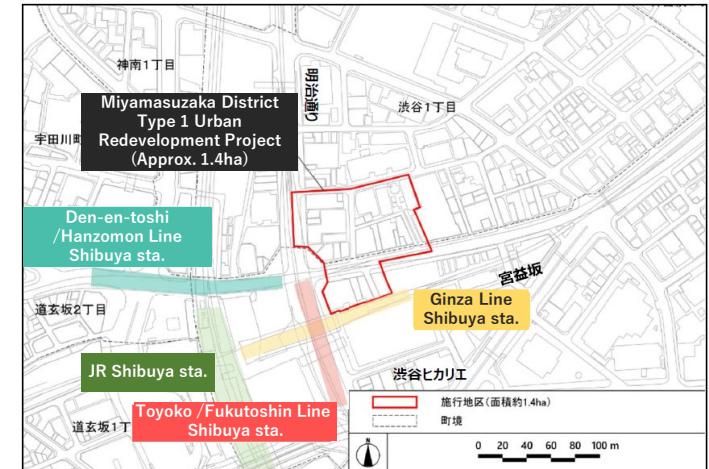 神南1丁目
明治通り
Miyamasuzaka District
Type 1 Urban
Redevelopment Project
(Approx. 1.4ha)
渋谷1丁目
宇田川町
Den-en-toshi
/Hanzomon Line
Shibuya sta.
宮益坂
Ginza Line
Shibuya sta.
道玄坂2丁目
JR Shibuya sta.
渋谷ヒカリエ
Toyoko /Fukutoshin Line
Shibuya sta.
道玄坂1丁
施行地区(面積約1.4ha)
町境
N
0 20 40 60 80 100 m